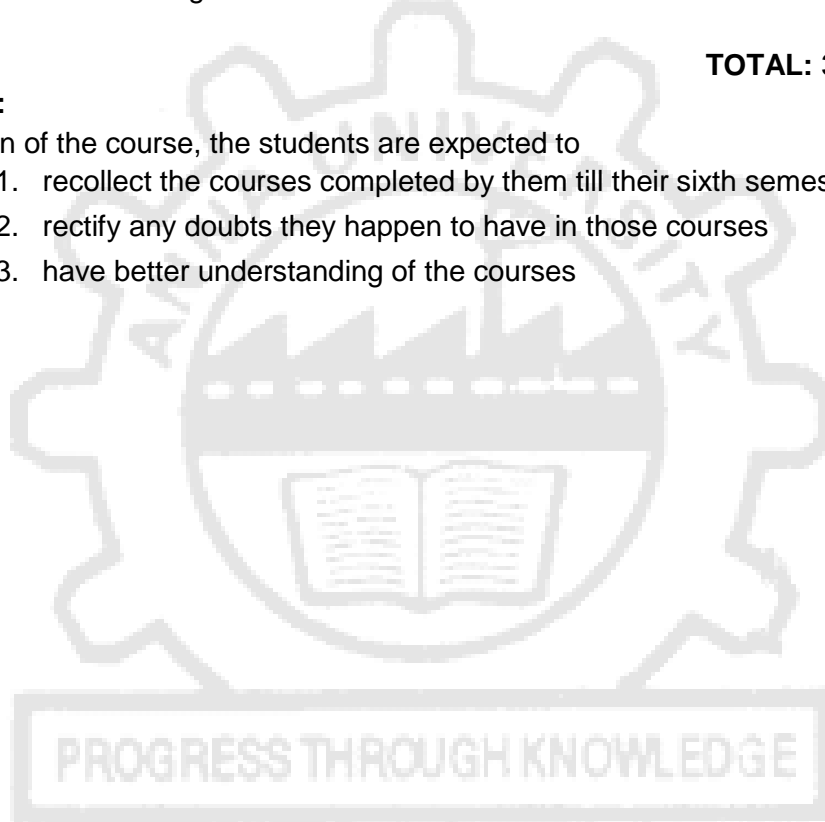 TOTAL: 3
:
n of the course, the students are expected to
1. recollect the courses completed by them till their sixth semes
2. rectify any doubts they happen to have in those courses
3. have better understanding of the courses
UNIVERSITY
PROGRESS THROUGH KNOWLEDGE